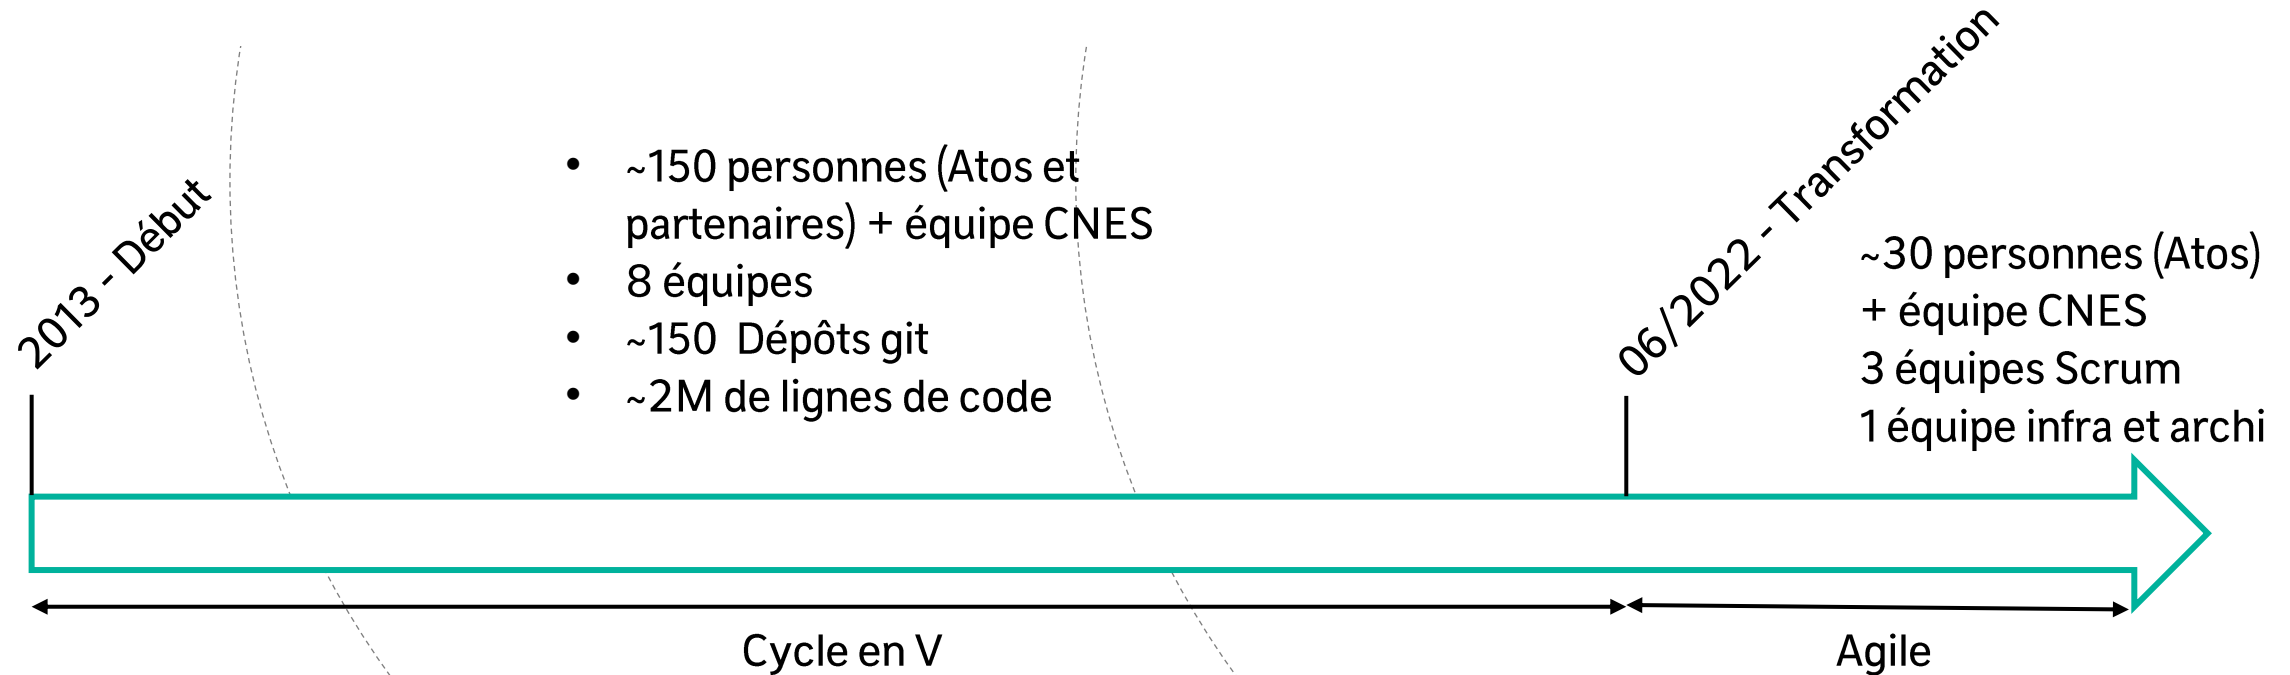 2013 - Début
• ~150 personnes (Atos et
partenaires) + équipe CNES
• 8 équipes
• ~150 Dépôts git
• ~2M de lignes de code
06/2022 - Transformation
~30 personnes (Atos)
+ équipe CNES
3 équipes Scrum
1 équipe infra et archi
Cycle en V
Agile